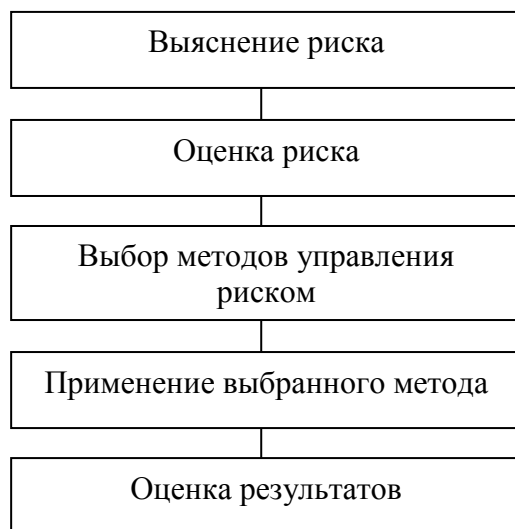 Выяснение риска
Оценка риска
Выбор методов управления
риском
Применение выбранного метода
Оценка результатов